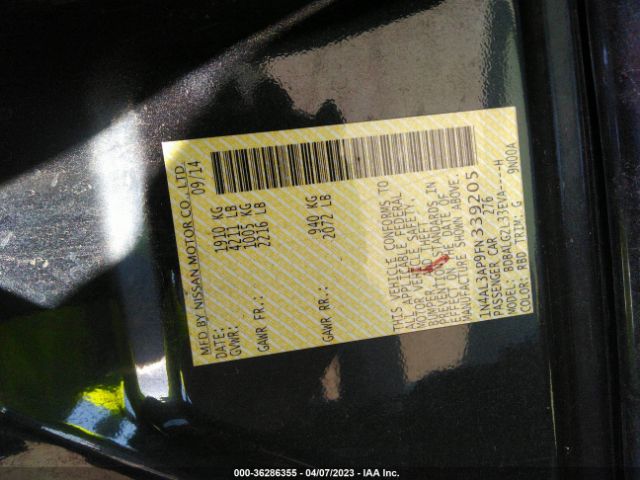 MFD BY NISSAN MOTOR CO., LTD
DATE: 09/14
GVWR: 1910 KG
4211 LB
GAWR FR.: 1005 KG
2216 LB
GAWR RR.: 940 KG
2072 LB
THIS VEHICLE CONFORMS TO
ALL APPLICABLE FEDERAL
MOTOR VEHICLE SAFETY,
BUMPER, AND THEFT
PREVENTION STANDARDS IN
EFFECT ON THE DATE OF
MANUFACTURE SHOWN ABOVE.
1N4AL3AP9FN339205
PASSENGER CAR 276
MODEL: H
COLOR: RBD TRIM: G 9N00A
000-36286355 - 04/07/2023 - IAA Inc.